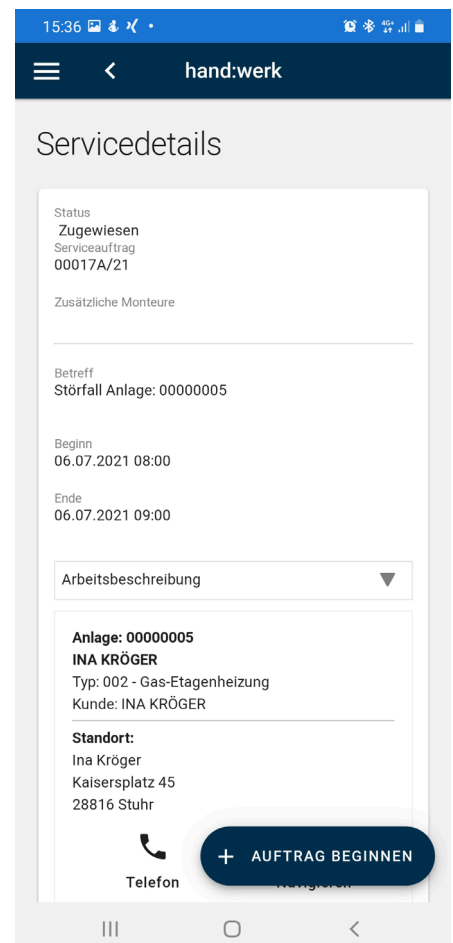 15:36
4G+
hand:werk
Servicedetails
Status
Zugewiesen
Serviceauftrag
00017A/21
Zusätzliche Monteure
Betreff
Störfall Anlage: 00000005
Beginn
06.07.2021 08:00
Ende
06.07.2021 09:00
Arbeitsbeschreibung
Anlage: 00000005
INA KRÖGER
Typ: 002 - Gas-Etagenheizung
Kunde: INA KRÖGER
Standort:
Ina Kröger
Kaisersplatz 45
28816 Stuhr
+ AUFTRAG BEGINNEN
Telefon